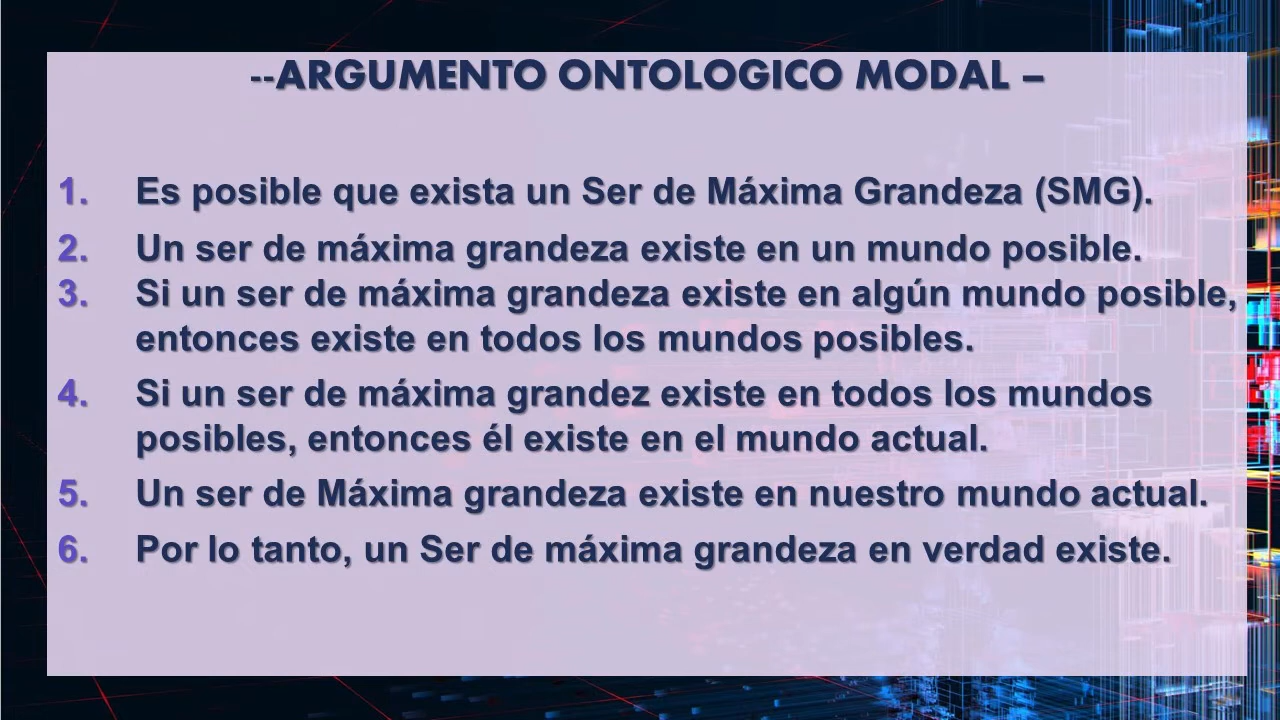 --ARGUMENTO ONTOLOGICO MODAL –
1. Es posible que exista un Ser de Máxima Grandeza (SMG).
2. Un ser de máxima grandeza existe en un mundo posible.
3. Si un ser de máxima grandeza existe en algún mundo posible,
entonces existe en todos los mundos posibles.
4. Si un ser de máxima grandez existe en todos los mundos
posibles, entonces él existe en el mundo actual.
5. Un ser de Máxima grandeza existe en nuestro mundo actual.
6. Por lo tanto, un Ser de máxima grandeza en verdad existe.